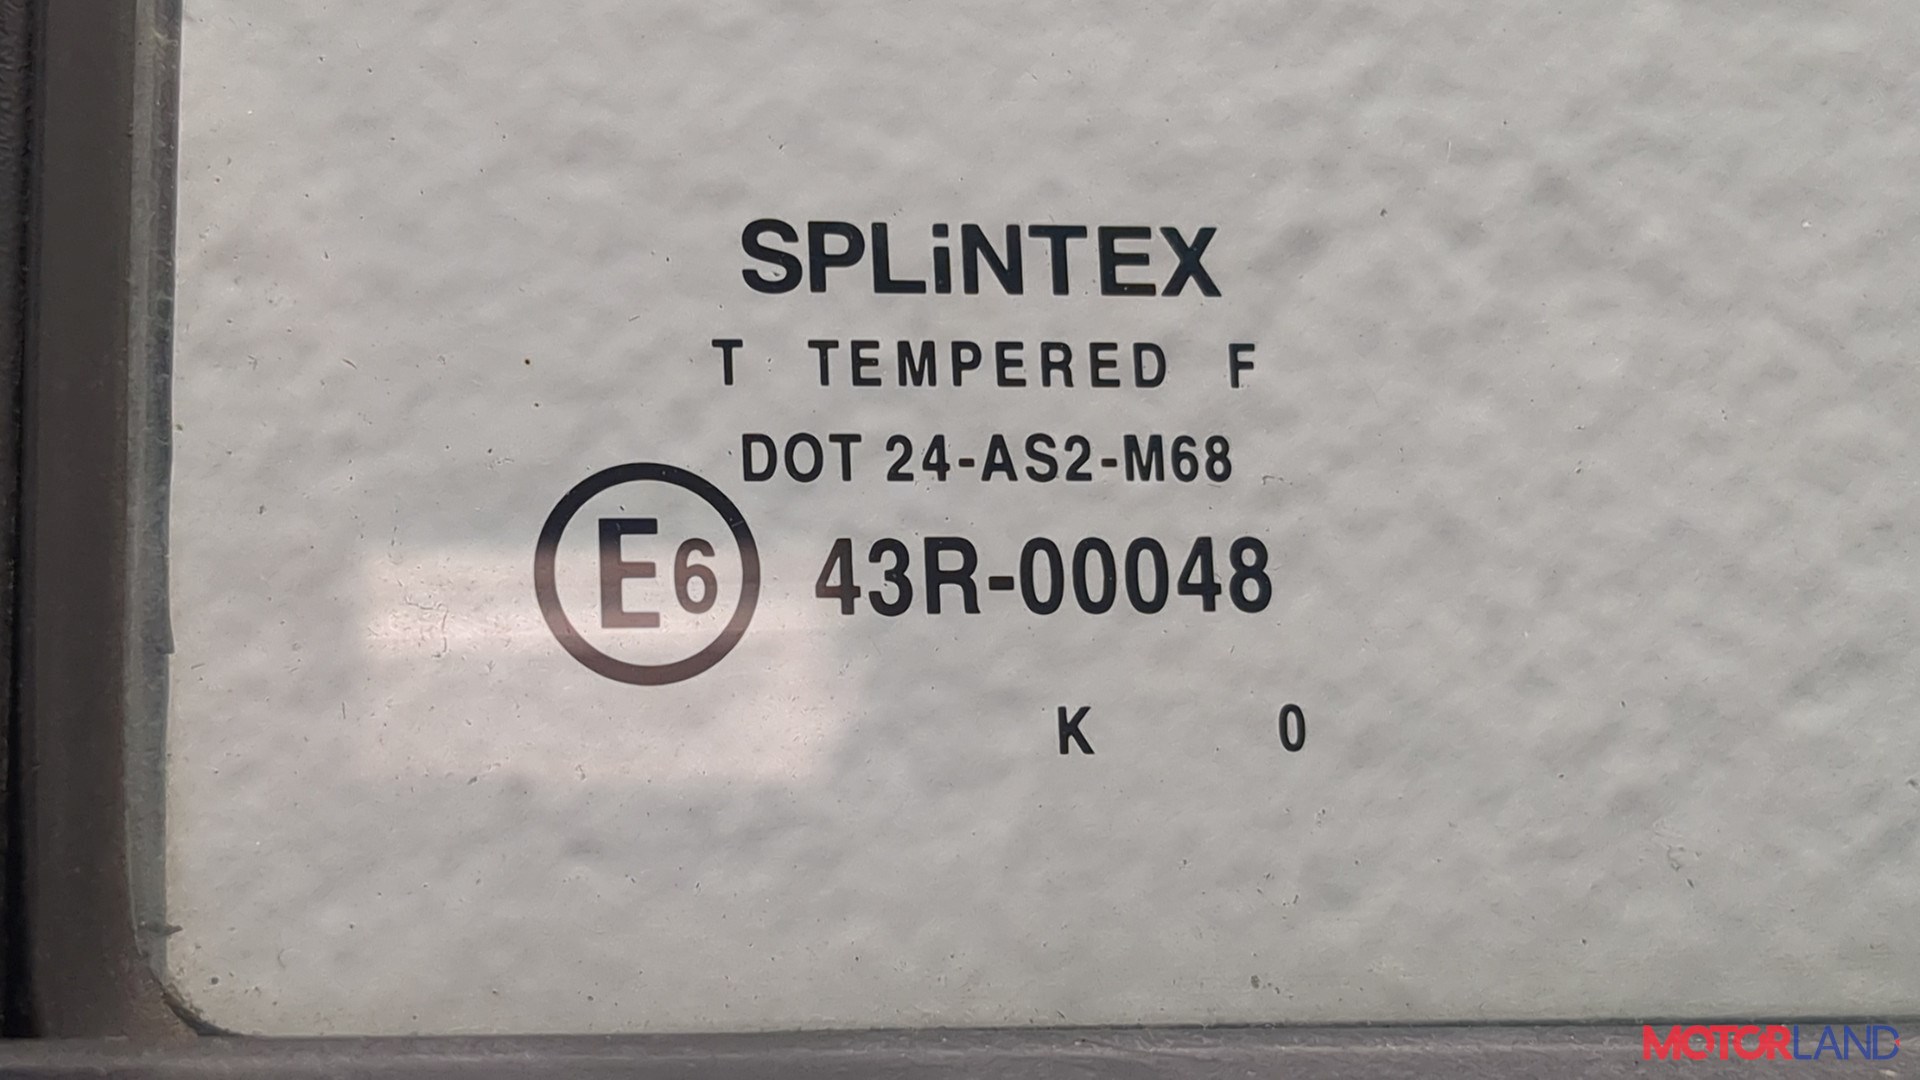 SPLiNTEX
T TEMPERED F
DOT 24-AS2-M68
E6 43R-00048
K 0
MOTORLAND